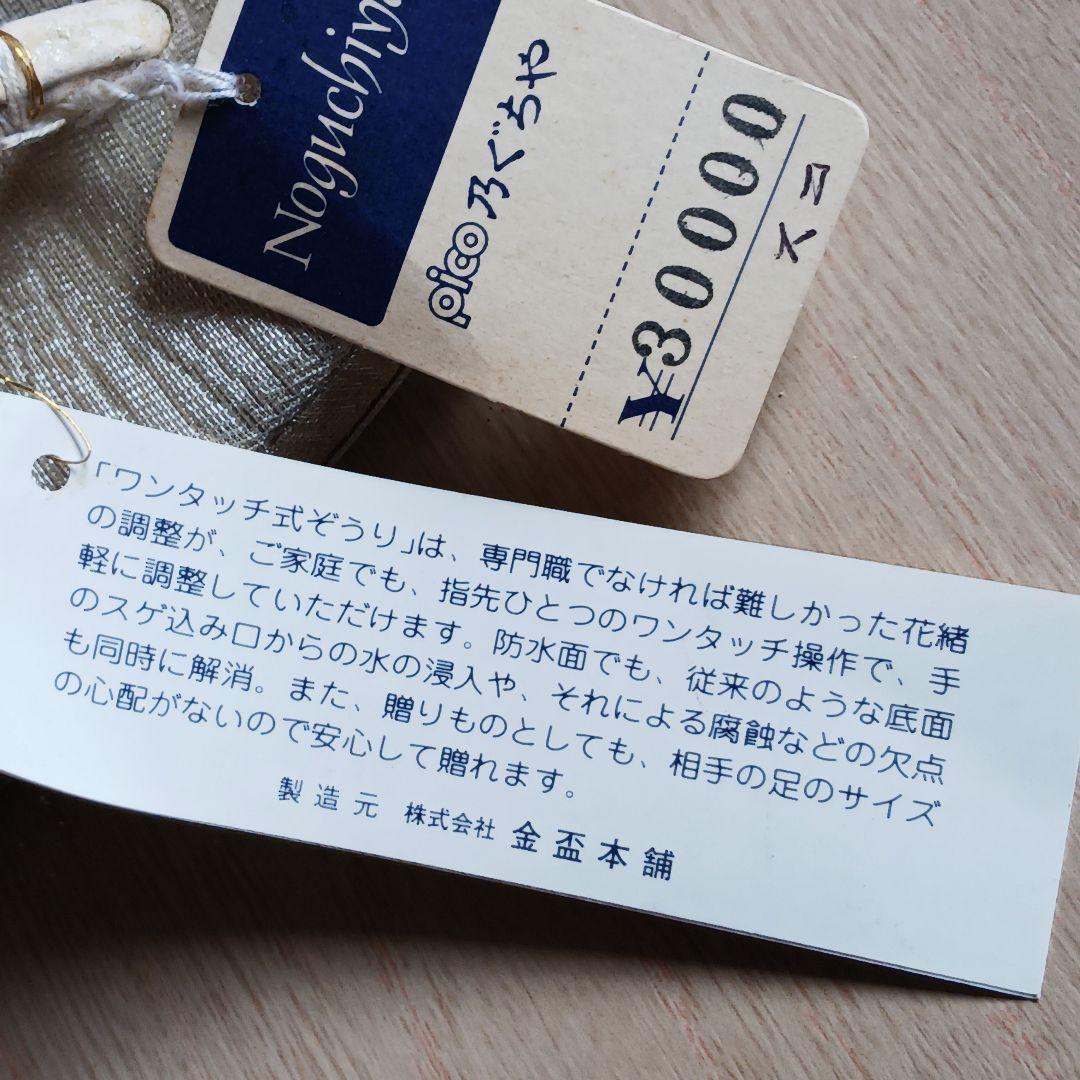 Noguchiya
pico 乃ぐちや
¥30000
スコ
「ワンタッチ式ぞうり」は、専門職でなければ難しかった花緒
の調整が、ご家庭でも、指先ひとつのワンタッチ操作で、手
軽に調整していただけます。防水面でも、従来のような底面
のスゲ込み口からの水の浸入や、それによる腐蝕などの欠点
も同時に解消。また、贈りものとしても、相手の足のサイズ
の心配がないので安心して贈れます。
製造元 株式会社 金盃本舗